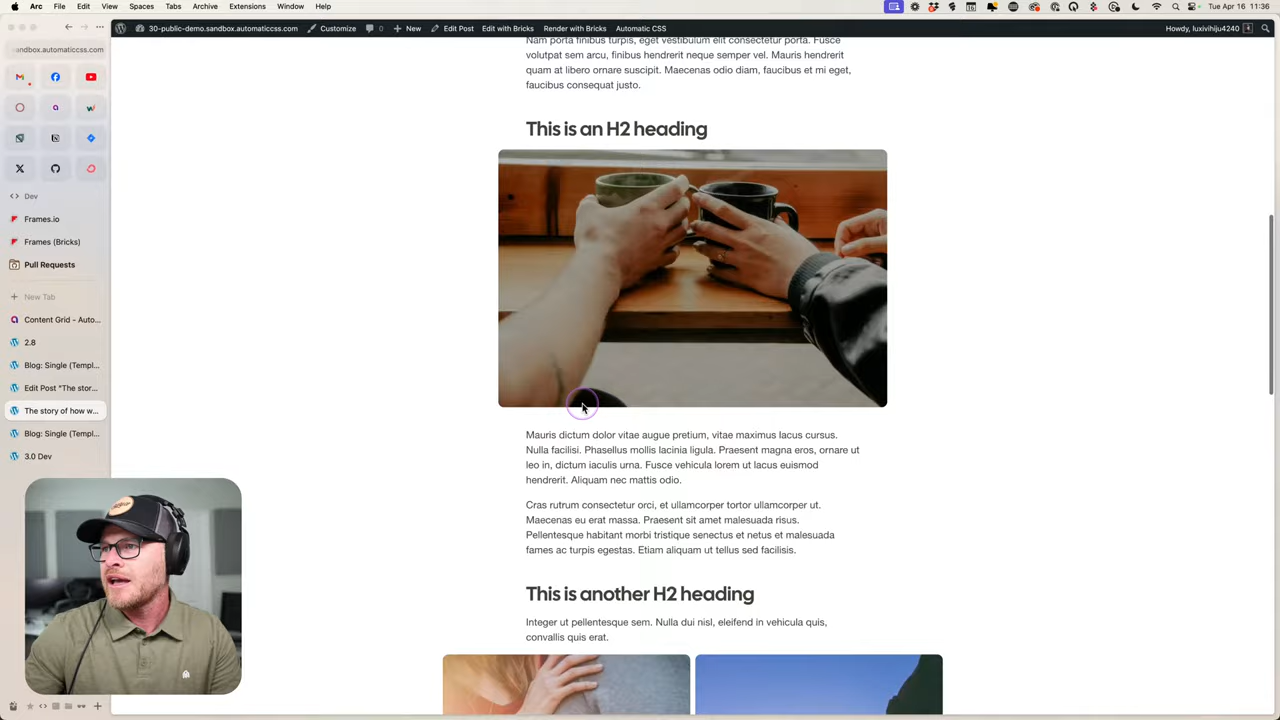 Arc File Edit View Spaces Tabs Archive Extensions Window Help Tue Apr 16 11:36
30-public-demo.sandbox.automaticcss.com Customize 0 New Edit Post Edit with Bricks Render with Bricks Automatic CSS Howdy, luxivihiju4240
andbox.automaticcss.com
Dev
Frames.io
Frames (Bricks)
Pull Requests
New Tab
Content Grid - Auto...
2.8
Blog: Single (Templ...
Edit Post "The stor...
The story of how w...
Blog: Single (Templ...
3.0 Dev
Nam porta finibus turpis, eget vestibulum elit consectetur porta. Fusce
volutpat sem arcu, finibus hendrerit neque semper vel. Mauris hendrerit
quam at libero ornare suscipit. Maecenas odio diam, faucibus et mi eget,
faucibus consequat justo.
This is an H2 heading
Mauris dictum dolor vitae augue pretium, vitae maximus lacus cursus.
Nulla facilisi. Phasellus mollis lacinia ligula. Praesent magna eros, ornare ut
leo in, dictum iaculis urna. Fusce vehicula lorem ut lacus euismod
hendrerit. Aliquam nec mattis odio.
Cras rutrum consectetur orci, et ullamcorper tortor ullamcorper ut.
Maecenas eu erat massa. Praesent sit amet malesuada risus.
Pellentesque habitant morbi tristique senectus et netus et malesuada
fames ac turpis egestas. Etiam aliquam ut tellus sed facilisis.
This is another H2 heading
Integer ut pellentesque sem. Nulla dui nisl, eleifend in vehicula quis,
convallis quis erat.